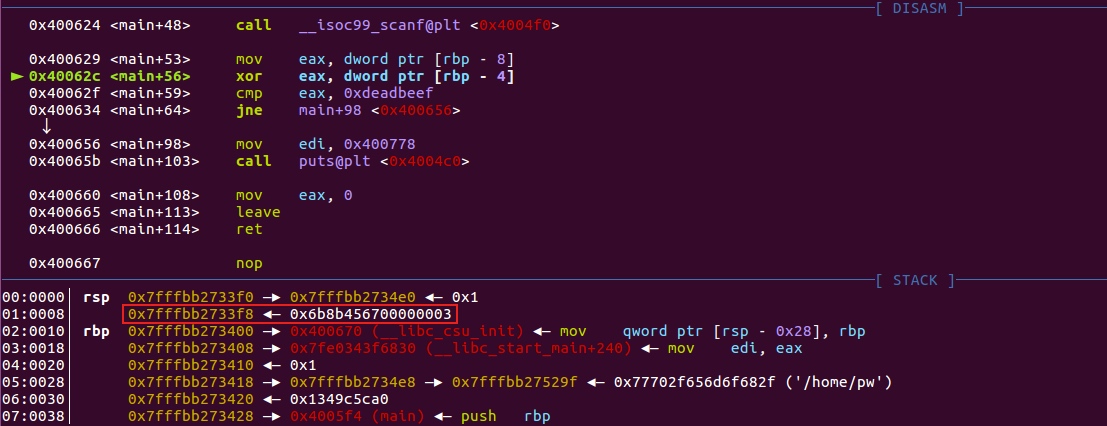 [ DISASM ]
0x400624 <main+48> call __isoc99_scanf@plt <0x4004f0>
0x400629 <main+53> mov eax, dword ptr [rbp - 8]
► 0x40062c <main+56> xor eax, dword ptr [rbp - 4]
0x40062f <main+59> cmp eax, 0xdeadbeef
0x400634 <main+64> jne main+98 <0x400656>
↓
0x400656 <main+98> mov edi, 0x400778
0x40065b <main+103> call puts@plt <0x4004c0>
0x400660 <main+108> mov eax, 0
0x400665 <main+113> leave
0x400666 <main+114> ret
0x400667 nop
[ STACK ]
00:0000│ rsp 0x7fffbb2733f0 —▸ 0x7fffbb2734e0 ◂— 0x1
01:0008│ 0x7fffbb2733f8 ◂— 0x6b8b456700000003
02:0010│ rbp 0x7fffbb273400 —▸ 0x400670 (__libc_csu_init) ◂— mov qword ptr [rsp - 0x28], rbp
03:0018│ 0x7fffbb273408 —▸ 0x7fe0343f6830 (__libc_start_main+240) ◂— mov edi, eax
04:0020│ 0x7fffbb273410 ◂— 0x1
05:0028│ 0x7fffbb273418 —▸ 0x7fffbb2734e8 —▸ 0x7fffbb27529f ◂— 0x77702f656d6f682f ('/home/pw')
06:0030│ 0x7fffbb273420 ◂— 0x1349c5ca0
07:0038│ 0x7fffbb273428 —▸ 0x4005f4 (main) ◂— push rbp